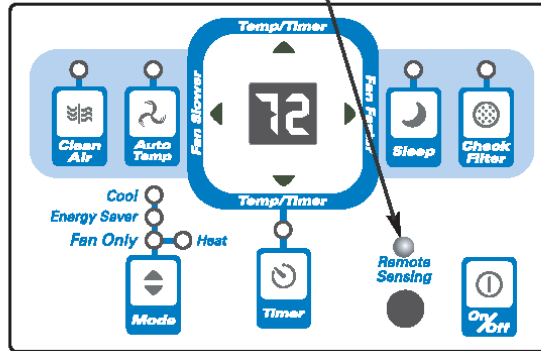 Temp/Timer
Fan Slower
72
Fan Faster
Clean
Air
Auto
Temp
Sleep
Check
Filter
Temp/Timer
Cool
Energy Saver
Fan Only
Heat
Mode
Timer
Remote
Sensing
On/Off